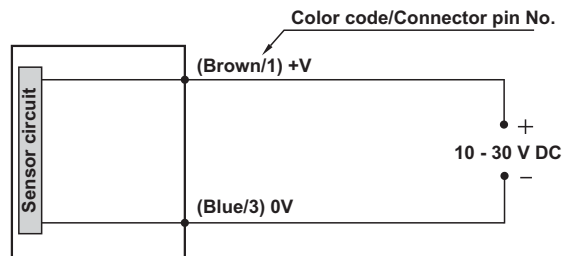 Color code/Connector pin No.
(Brown/1) +V
Sensor circuit
+
10 - 30 V DC
–
(Blue/3) 0V